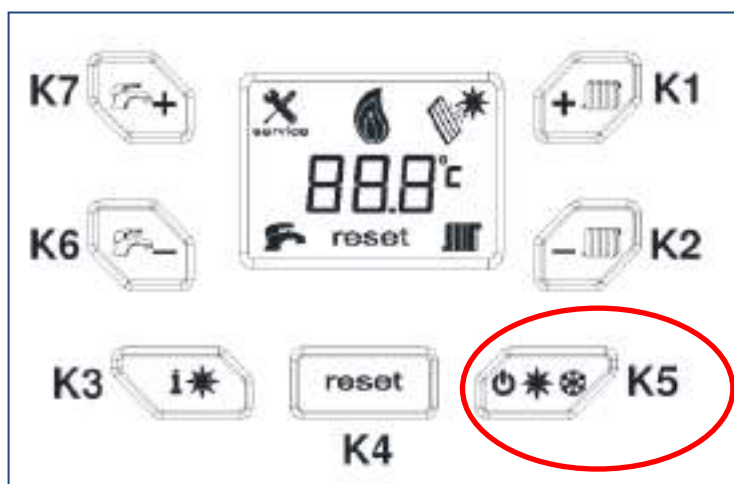 K7 + + K1
service
88.8°C
K6 – reset – K2
K3 i reset K5
K4